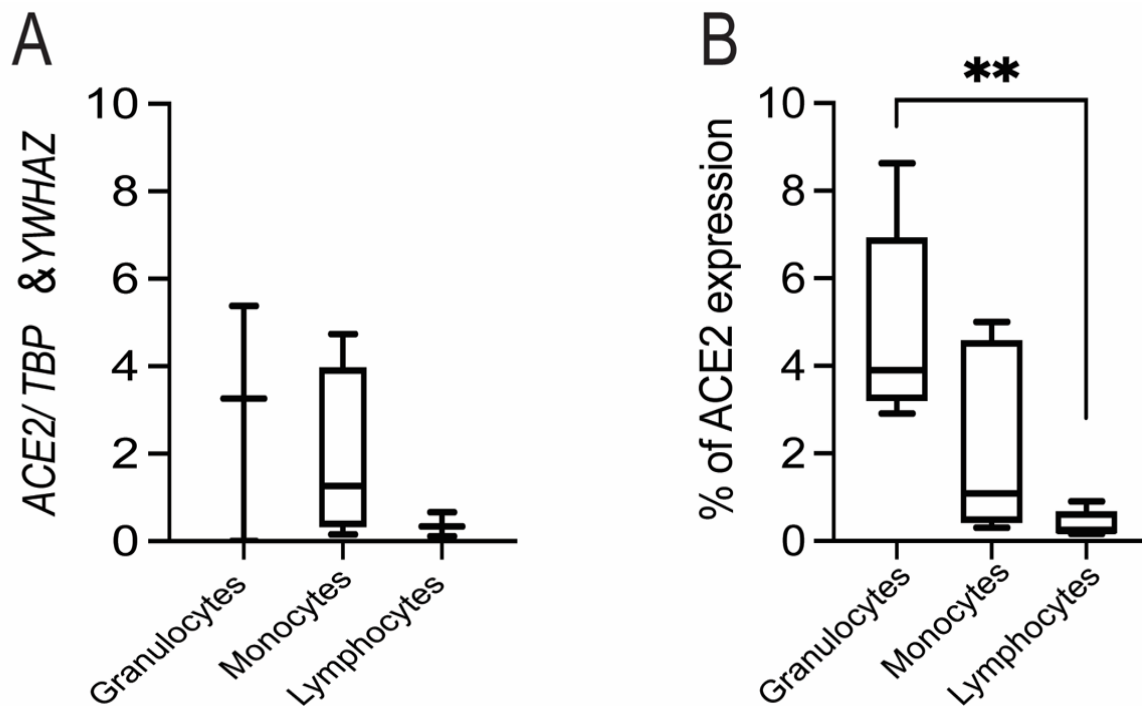 A
ACE2/ TBP & YWHAZ
10
8
6
4
2
0
Granulocytes
Monocytes
Lymphocytes
B
% of ACE2 expression
10
8
6
4
2
0
**
Granulocytes
Monocytes
Lymphocytes